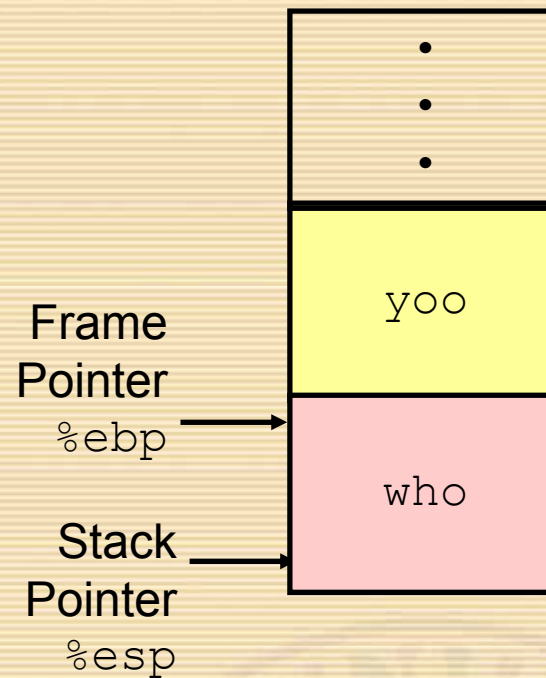 •
•
•
yoo
Frame
Pointer
%ebp
who
Stack
Pointer
%esp